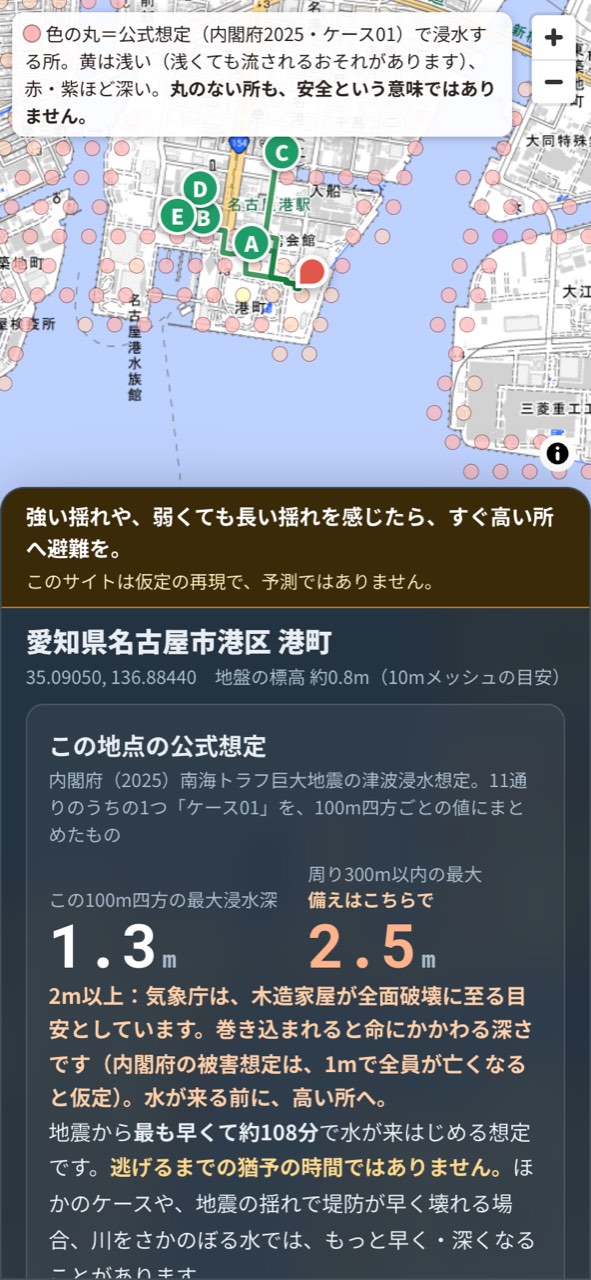 色の丸＝公式想定（内閣府2025・ケース01）で浸水す
る所。黄は浅い（浅くても流されるおそれがあります）、
赤・紫ほど深い。丸のない所も、安全という意味ではあり
ません。
+
−
154
大同特殊
C
D
E
B
A
入船
名古屋港駅
会館
築地町
港町
名古屋港水族館
大江
三菱重工
強い揺れや、弱くても長い揺れを感じたら、すぐ高い所
へ避難を。
このサイトは仮定の再現で、予測ではありません。
愛知県名古屋市港区 港町
35.09050, 136.88440　地盤の標高 約0.8m（10mメッシュの目安）
この地点の公式想定
内閣府（2025）南海トラフ巨大地震の津波浸水想定。11通
りのうちの1つ「ケース01」を、100m四方ごとの値にまと
めたもの
この100m四方の最大浸水深
1.3m
周り300m以内の最大
備えはこちらで
2.5m
2m以上：気象庁は、木造家屋が全面破壊に至る目
安としています。巻き込まれると命にかかわる深さ
です（内閣府の被害想定は、1mで全員が亡くなる
と仮定）。水が来る前に、高い所へ。
地震から最も早くて約108分で水が来はじめる想定
です。逃げるまでの猶予の時間ではありません。ほ
かのケースや、地震の揺れで堤防が早く壊れる場
合、川をさかのぼる水では、もっと早く・深くなる
ことがあります